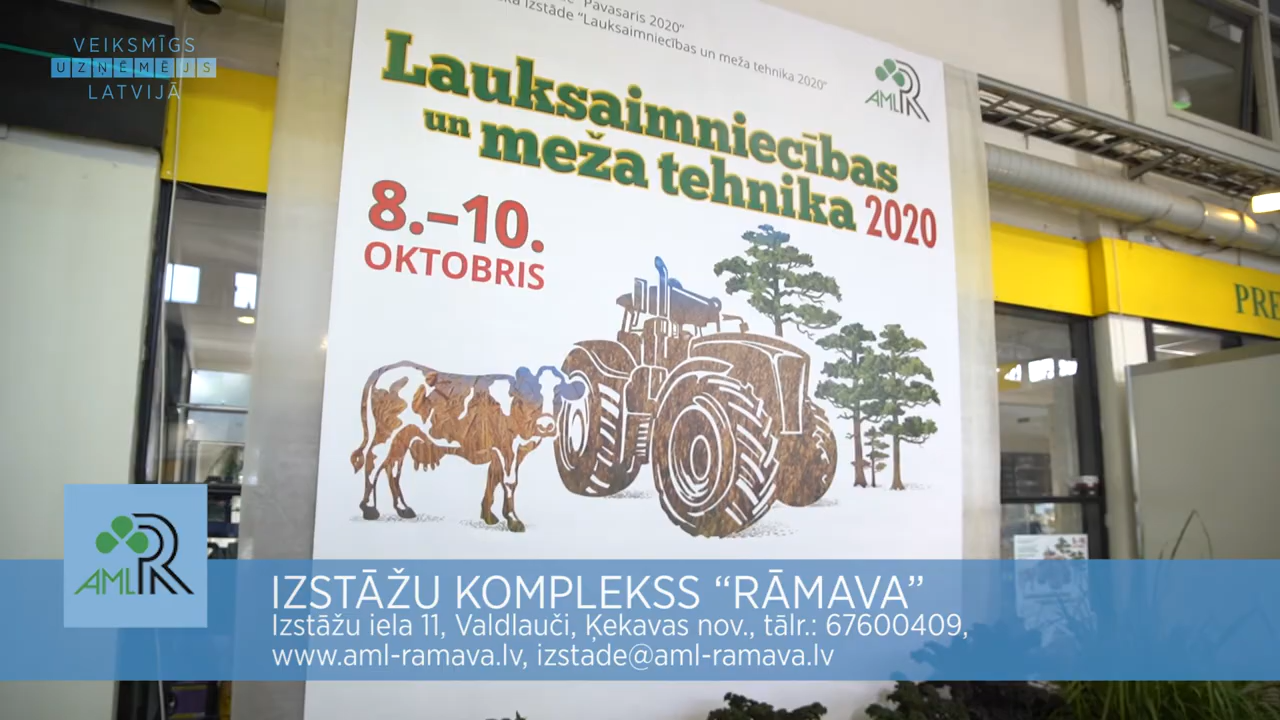 VEIKSMĪGS
UZŅĒMĒJS
LATVIJĀ
Pavasaris 2020”
izstāde “Lauksaimniecības un meža tehnika 2020”
AML
Lauksaimniecības
un meža tehnika 2020
8.–10.
OKTOBRIS
PRE
AML
IZSTĀŽU KOMPLEKSS “RĀMAVA”
Izstāžu iela 11, Valdlauči, Ķekavas nov., tālr.: 67600409,
www.aml-ramava.lv, izstade@aml-ramava.lv